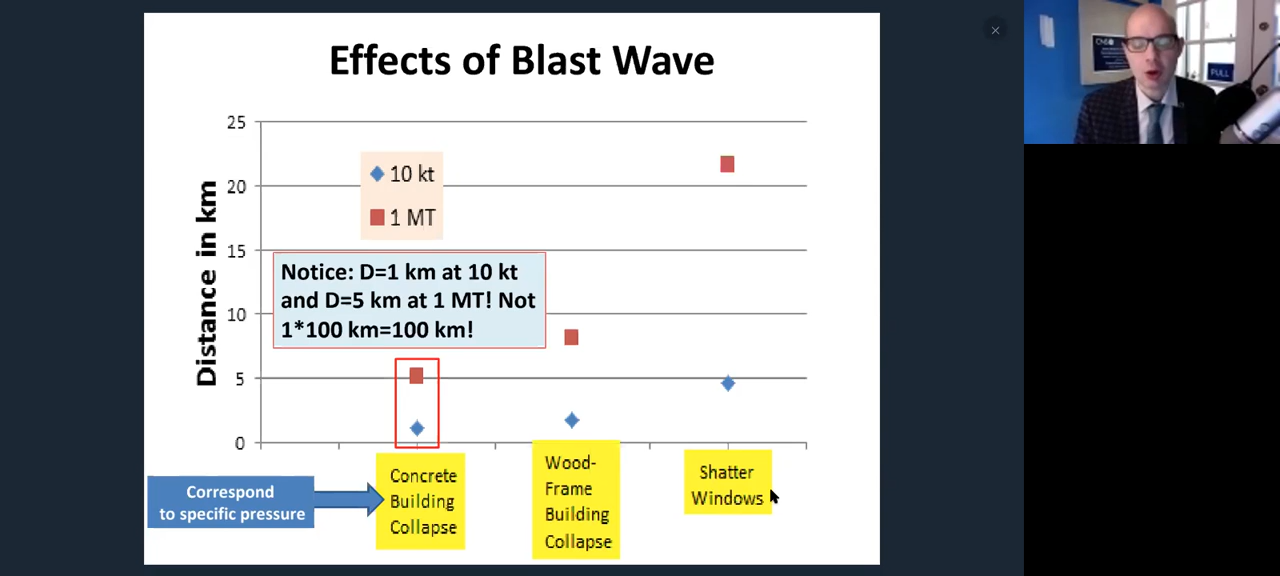 Effects of Blast Wave
25
20
15
10
5
0
Distance in km
10 kt
1 MT
Notice: D=1 km at 10 kt
and D=5 km at 1 MT! Not
1*100 km=100 km!
Correspond
to specific pressure
Concrete
Building
Collapse
Wood-
Frame
Building
Collapse
Shatter
Windows
PULL